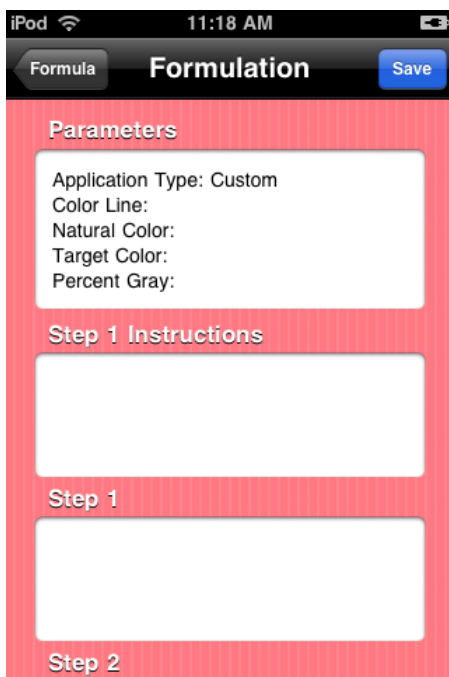 iPod 11:18 AM
Formula Formulation Save
Parameters
Application Type: Custom
Color Line:
Natural Color:
Target Color:
Percent Gray:
Step 1 Instructions
Step 1
Step 2